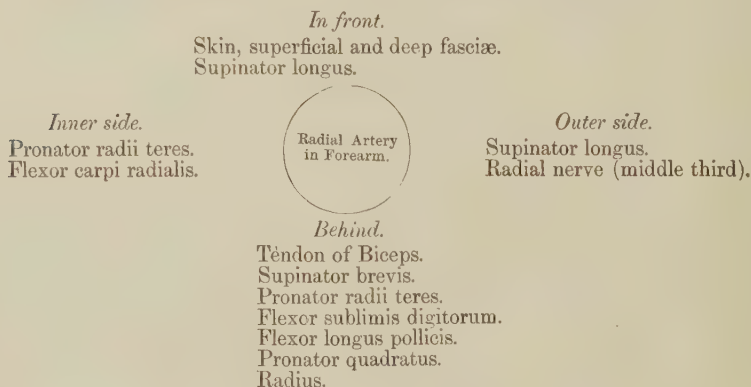 In front.
Skin, superficial and deep fasciæ.
Supinator longus.
Inner side.
Pronator radii teres.
Flexor carpi radialis.
Radial Artery
in Forearm.
Outer side.
Supinator longus.
Radial nerve (middle third).
Behind.
Tendon of Biceps.
Supinator brevis.
Pronator radii teres.
Flexor sublimis digitorum.
Flexor longus pollicis.
Pronator quadratus.
Radius.